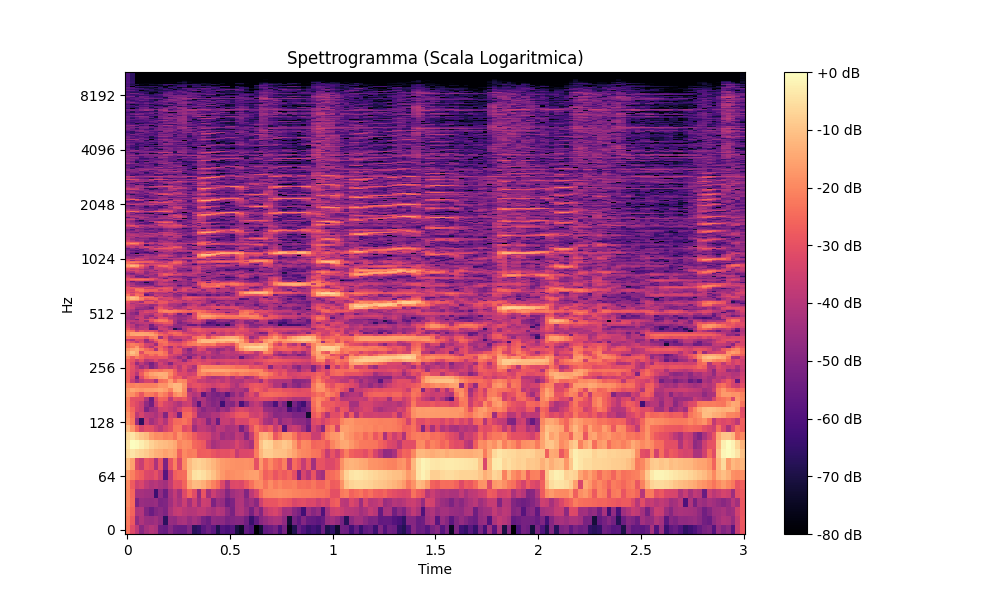 Spettrogramma (Scala Logaritmica)
Hz
8192
4096
2048
1024
512
256
128
64
0
0
0.5
1
1.5
2
2.5
3
Time
+0 dB
-10 dB
-20 dB
-30 dB
-40 dB
-50 dB
-60 dB
-70 dB
-80 dB